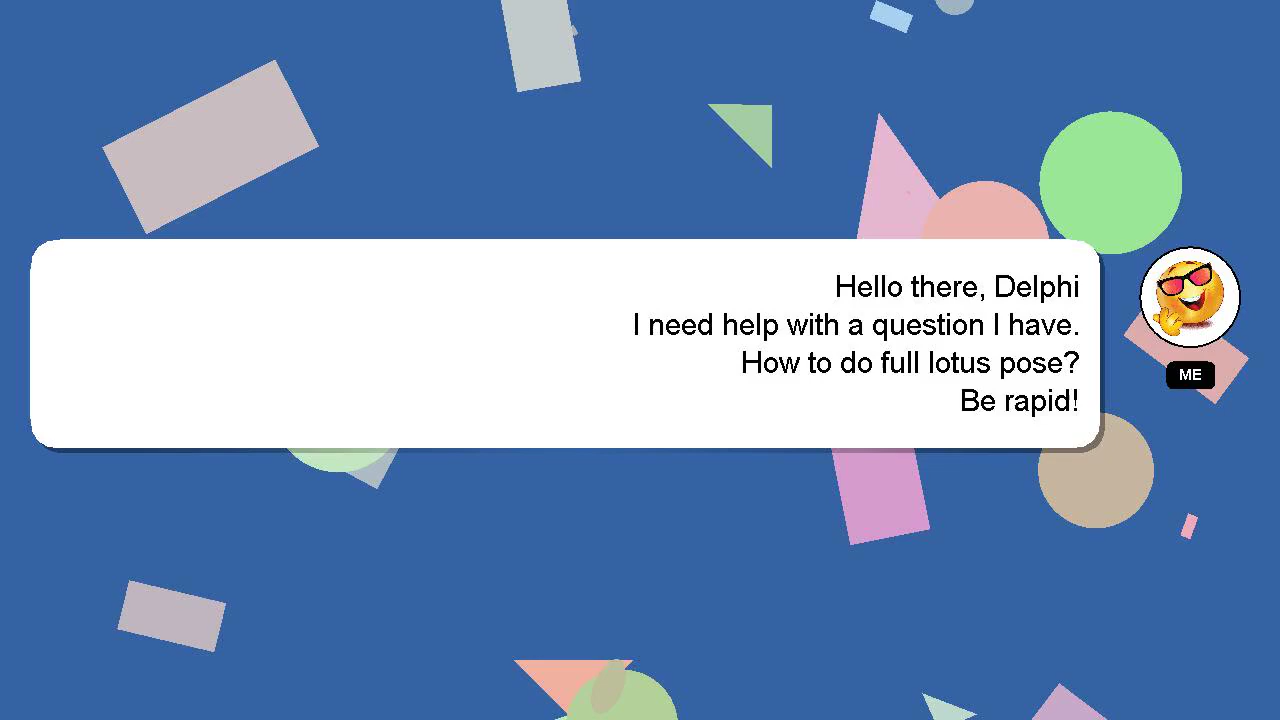 Hello there, Delphi
I need help with a question I have.
How to do full lotus pose?
Be rapid!
ME